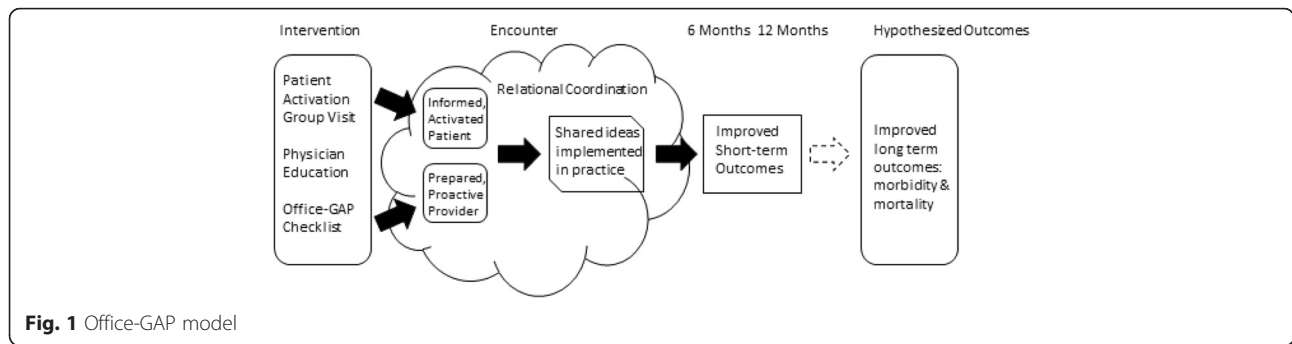 Intervention
Encounter
6 Months 12 Months
Hypothesized Outcomes
Patient
Activation
Group Visit
Physician
Education
Office-GAP
Checklist
Informed,
Activated
Patient
Prepared,
Proactive
Provider
Relational Coordination
Shared ideas
implemented
in practice
Improved
Short-term
Outcomes
Improved
long term
outcomes:
morbidity &
mortality
Fig. 1 Office-GAP model